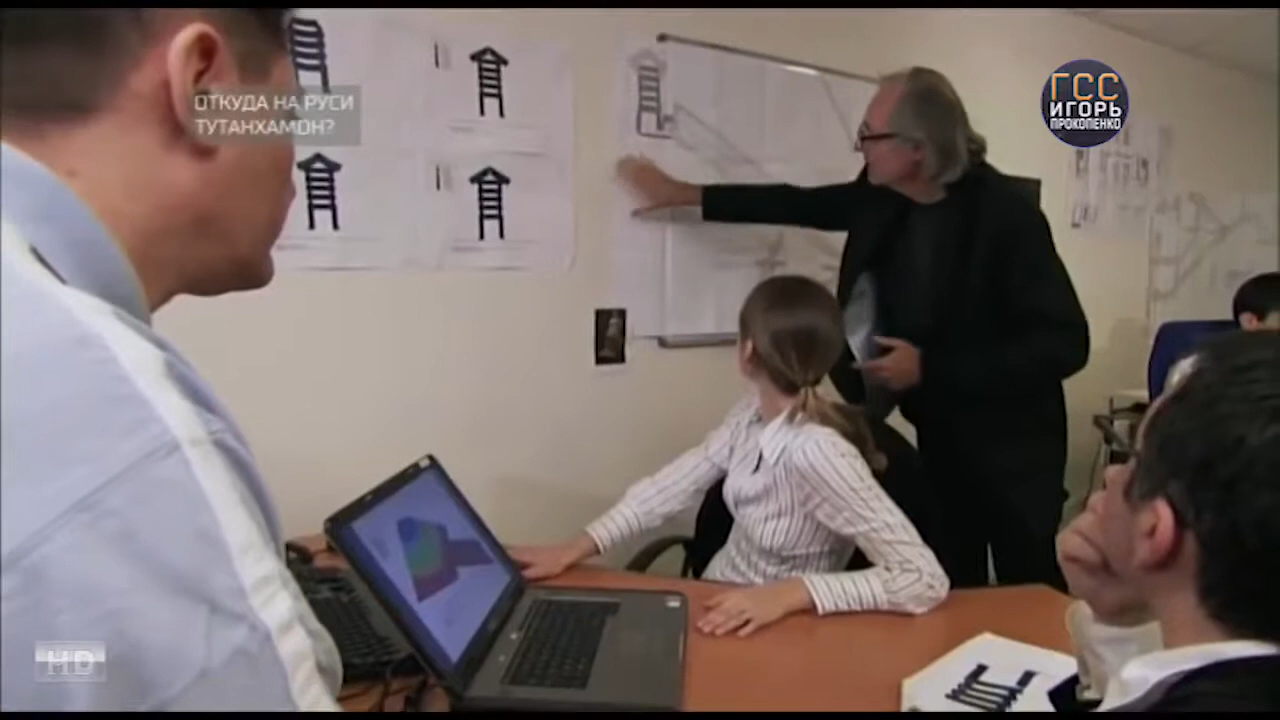 ОТКУДА НА РУСИ
ТУТАНХАМОН?
ГСС
ИГОРЬ
ПРОКОПЕНКО
HD